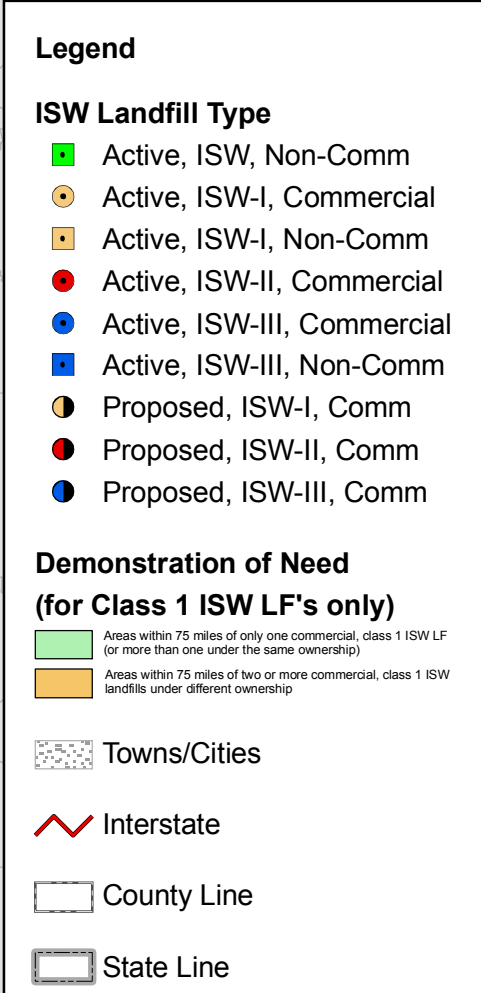 Legend
ISW Landfill Type
Active, ISW, Non-Comm
Active, ISW-I, Commercial
Active, ISW-I, Non-Comm
Active, ISW-II, Commercial
Active, ISW-III, Commercial
Active, ISW-III, Non-Comm
Proposed, ISW-I, Comm
Proposed, ISW-II, Comm
Proposed, ISW-III, Comm
Demonstration of Need
(for Class 1 ISW LF's only)
Areas within 75 miles of only one commercial, class 1 ISW LF
(or more than one under the same ownership)
Areas within 75 miles of two or more commercial, class 1 ISW
landfills under different ownership
Towns/Cities
Interstate
County Line
State Line